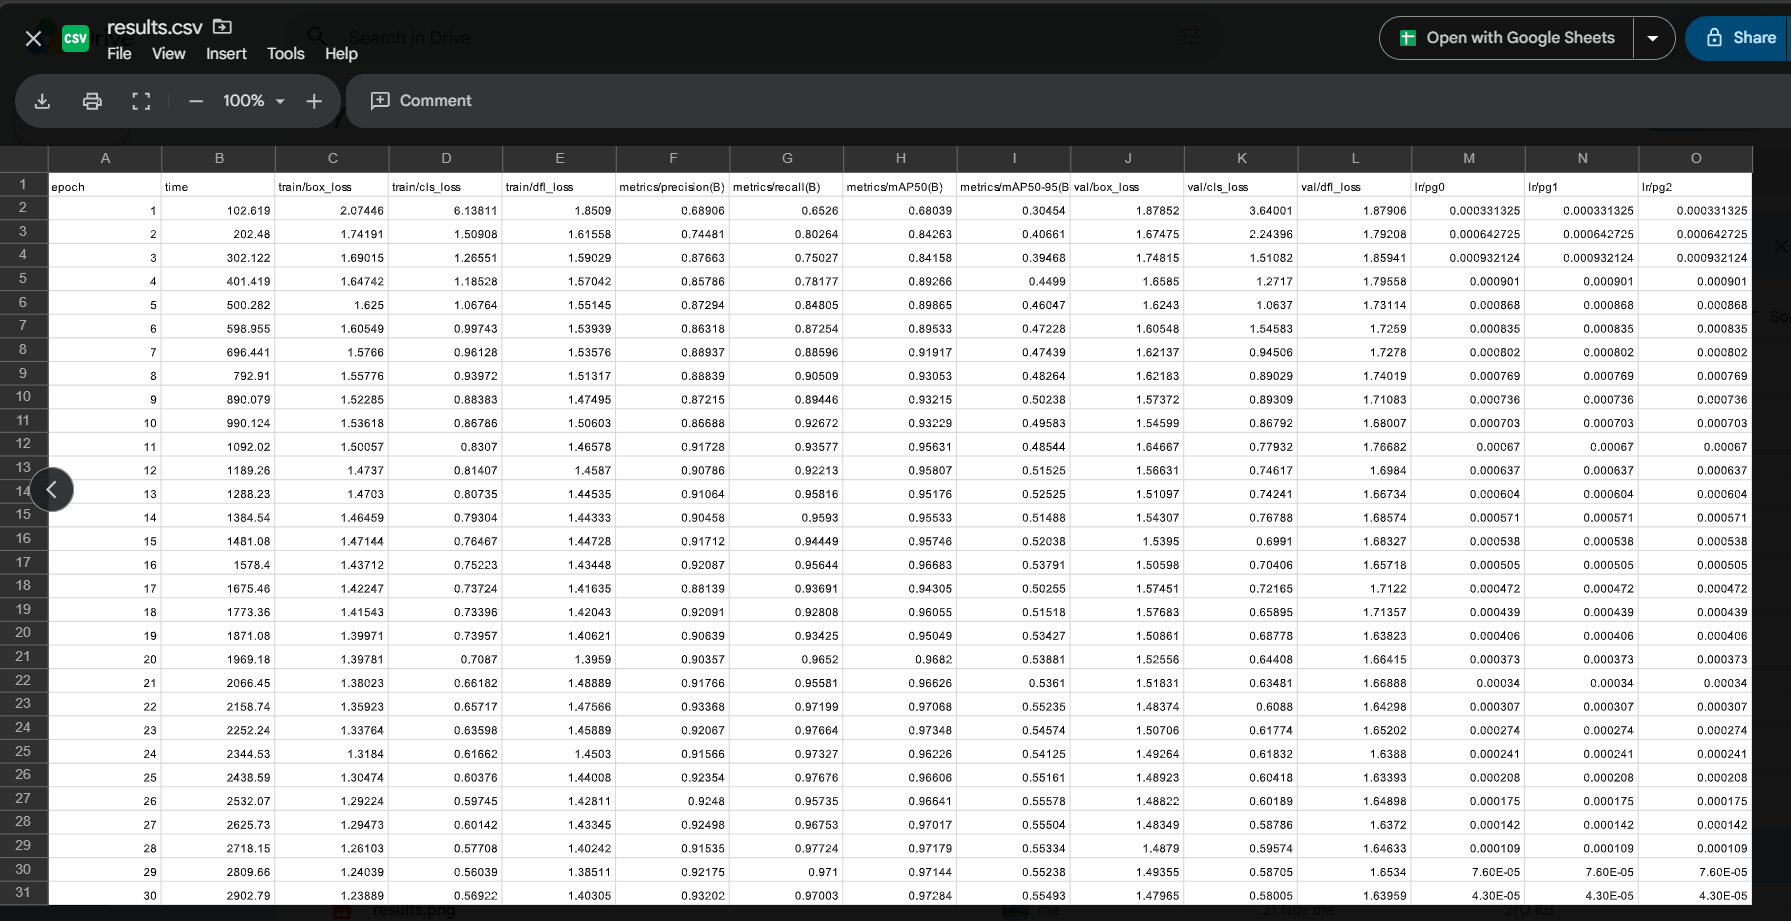 results.csv
CSV
Search in Drive
File View Insert Tools Help
Open with Google Sheets
Share
100%
Comment
A B C D E F G H I J K L M N O
1 epoch time train/box_loss train/cls_loss train/dfl_loss metrics/precision(B) metrics/recall(B) metrics/mAP50(B) metrics/mAP50-95(B val/box_loss val/cls_loss val/dfl_loss lr/pg0 lr/pg1 lr/pg2
2 1 102.619 2.07446 6.13811 1.8509 0.68906 0.6526 0.68039 0.30454 1.87852 3.64001 1.87906 0.000331325 0.000331325 0.000331325
3 2 202.48 1.74191 1.50908 1.61558 0.74481 0.80264 0.84263 0.40661 1.67475 2.24396 1.79208 0.000642725 0.000642725 0.000642725
4 3 302.122 1.69015 1.26551 1.59029 0.87663 0.75027 0.84158 0.39468 1.74815 1.51082 1.85941 0.000932124 0.000932124 0.000932124
5 4 401.419 1.64742 1.18528 1.57042 0.85786 0.78177 0.89266 0.4499 1.6585 1.2717 1.79558 0.000901 0.000901 0.000901
6 5 500.282 1.625 1.06764 1.55145 0.87294 0.84805 0.89865 0.46047 1.6243 1.0637 1.73114 0.000868 0.000868 0.000868
7 6 598.955 1.60549 0.99743 1.53939 0.86318 0.87254 0.89533 0.47228 1.60548 1.54583 1.7259 0.000835 0.000835 0.000835
8 7 696.441 1.5766 0.96128 1.53576 0.88937 0.88596 0.91917 0.47439 1.62137 0.94506 1.7278 0.000802 0.000802 0.000802
9 8 792.91 1.55776 0.93972 1.51317 0.88839 0.90509 0.93053 0.48264 1.62183 0.89029 1.74019 0.000769 0.000769 0.000769
10 9 890.079 1.52285 0.88383 1.47495 0.87215 0.89446 0.93215 0.50238 1.57372 0.89309 1.71083 0.000736 0.000736 0.000736
11 10 990.124 1.53618 0.86786 1.50603 0.86688 0.92672 0.93229 0.49583 1.54599 0.86792 1.68007 0.000703 0.000703 0.000703
12 11 1092.02 1.50057 0.8307 1.46578 0.91728 0.93577 0.95631 0.48544 1.64667 0.77932 1.76682 0.00067 0.00067 0.00067
13 12 1189.26 1.4737 0.81407 1.4587 0.90786 0.92213 0.95807 0.51525 1.56631 0.74617 1.6984 0.000637 0.000637 0.000637
14 13 1288.23 1.4703 0.80735 1.44535 0.91064 0.95816 0.95176 0.52525 1.51097 0.74241 1.66734 0.000604 0.000604 0.000604
15 14 1384.54 1.46459 0.79304 1.44333 0.90458 0.9593 0.95533 0.51488 1.54307 0.76788 1.68574 0.000571 0.000571 0.000571
16 15 1481.08 1.47144 0.76467 1.44728 0.91712 0.94449 0.95746 0.52038 1.5395 0.6991 1.68327 0.000538 0.000538 0.000538
17 16 1578.4 1.43712 0.75223 1.43448 0.92087 0.95644 0.96683 0.53791 1.50598 0.70406 1.65718 0.000505 0.000505 0.000505
18 17 1675.46 1.42247 0.73724 1.41635 0.88139 0.93691 0.94305 0.50255 1.57451 0.72165 1.7122 0.000472 0.000472 0.000472
19 18 1773.36 1.41543 0.73396 1.42043 0.92091 0.92808 0.96055 0.51518 1.57683 0.65895 1.71357 0.000439 0.000439 0.000439
20 19 1871.08 1.39971 0.73957 1.40621 0.90639 0.93425 0.95049 0.53427 1.50861 0.68778 1.63823 0.000406 0.000406 0.000406
21 20 1969.18 1.39781 0.7087 1.3959 0.90357 0.9652 0.9682 0.53881 1.52556 0.64408 1.66415 0.000373 0.000373 0.000373
22 21 2066.45 1.38023 0.66182 1.48889 0.91766 0.95581 0.96626 0.5361 1.51831 0.63481 1.66888 0.00034 0.00034 0.00034
23 22 2158.74 1.35923 0.65717 1.47566 0.93368 0.97199 0.97068 0.55235 1.48374 0.6088 1.64298 0.000307 0.000307 0.000307
24 23 2252.24 1.33764 0.63598 1.45889 0.92067 0.97664 0.97348 0.54574 1.50706 0.61774 1.65202 0.000274 0.000274 0.000274
25 24 2344.53 1.3184 0.61662 1.4503 0.91566 0.97327 0.96226 0.54125 1.49264 0.61832 1.6388 0.000241 0.000241 0.000241
26 25 2438.59 1.30474 0.60376 1.44008 0.92354 0.97676 0.96606 0.55161 1.48923 0.60418 1.63393 0.000208 0.000208 0.000208
27 26 2532.07 1.29224 0.59745 1.42811 0.9248 0.95735 0.96641 0.55578 1.48822 0.60189 1.64898 0.000175 0.000175 0.000175
28 27 2625.73 1.29473 0.60142 1.43345 0.92498 0.96753 0.97017 0.55504 1.48349 0.58786 1.6372 0.000142 0.000142 0.000142
29 28 2718.15 1.26103 0.57708 1.40242 0.91535 0.97724 0.97179 0.55334 1.4879 0.59574 1.64633 0.000109 0.000109 0.000109
30 29 2809.66 1.24039 0.56039 1.38511 0.92175 0.971 0.97144 0.55238 1.49355 0.58705 1.6534 7.60E-05 7.60E-05 7.60E-05
31 30 2902.79 1.23889 0.56922 1.40305 0.93202 0.97003 0.97284 0.55493 1.47965 0.58005 1.63959 4.30E-05 4.30E-05 4.30E-05
results.png me 21 Nov me 270 KB